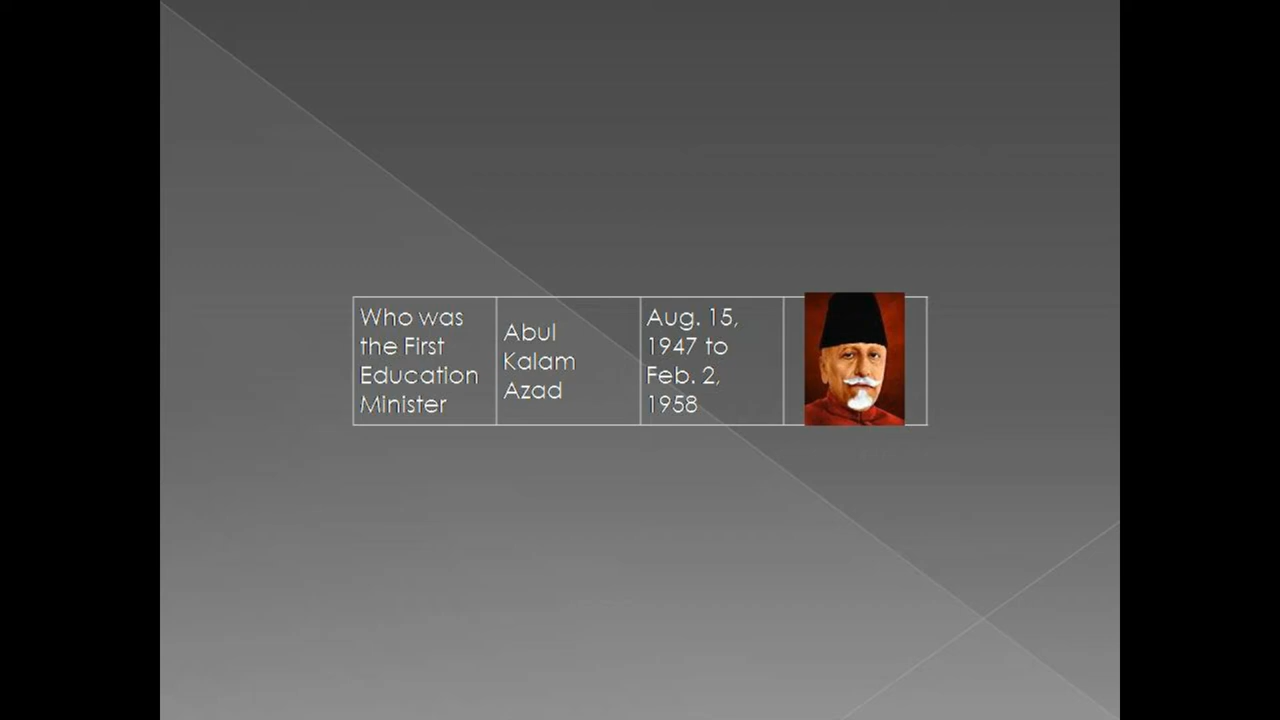 Who was
the First
Education
Minister
Abul
Kalam
Azad
Aug. 15,
1947 to
Feb. 2,
1958